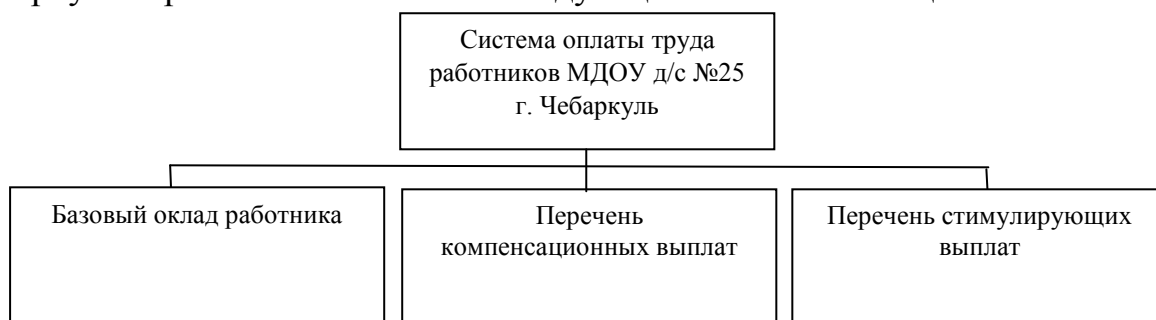 Система оплаты труда
работников МДОУ д/с №25
г. Чебаркуль
Базовый оклад работника
Перечень
компенсационных выплат
Перечень стимулирующих
выплат